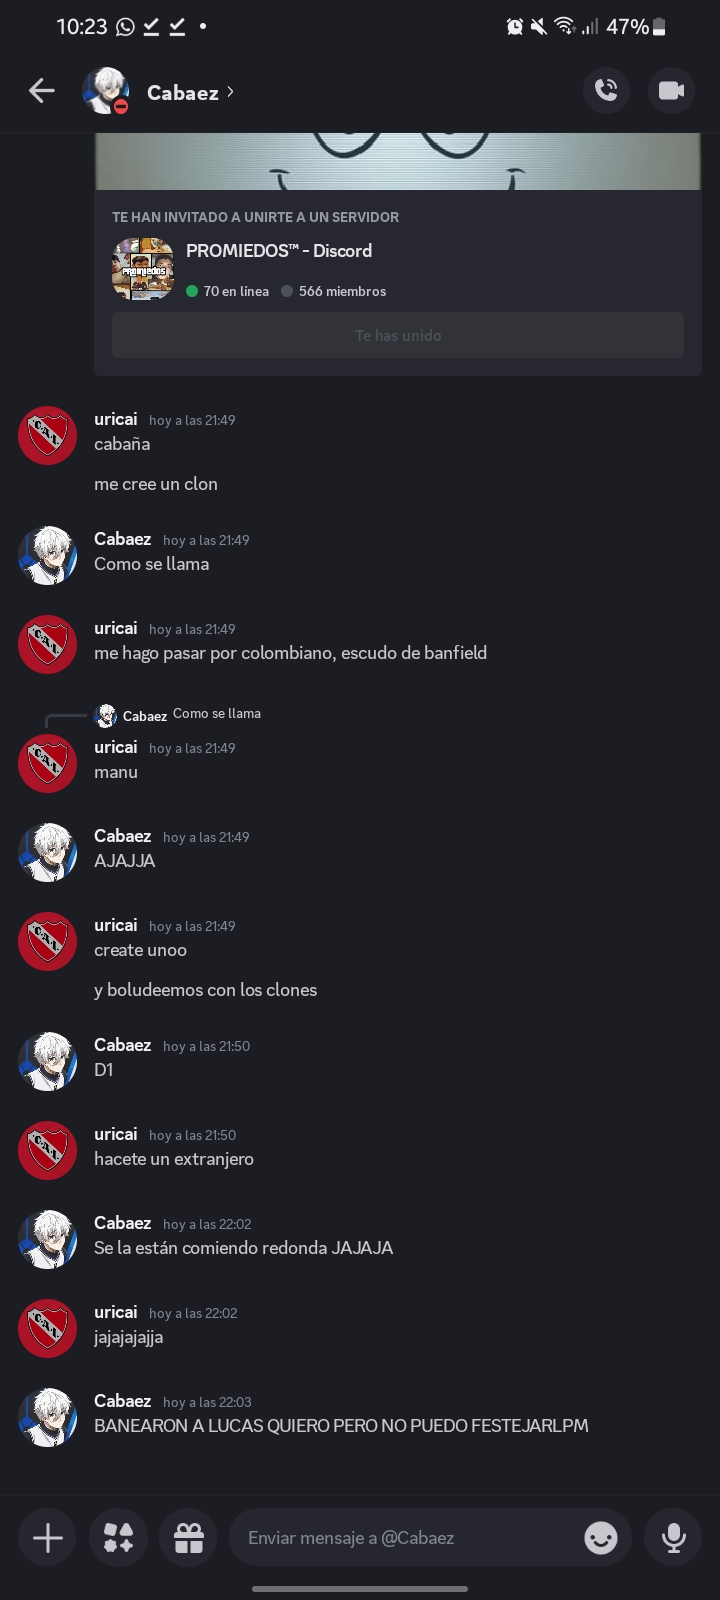 10:23
47%
Cabaez
TE HAN INVITADO A UNIRTE A UN SERVIDOR
PROMIEDOS
PROMIEDOS™ - Discord
70 en línea 566 miembros
Te has unido
uricai hoy a las 21:49
cabaña
me cree un clon
Cabaez hoy a las 21:49
Como se llama
uricai hoy a las 21:49
me hago pasar por colombiano, escudo de banfield
Cabaez Como se llama
uricai hoy a las 21:49
manu
Cabaez hoy a las 21:49
AJAJJA
uricai hoy a las 21:49
create unoo
y boludeemos con los clones
Cabaez hoy a las 21:50
D1
uricai hoy a las 21:50
hacete un extranjero
Cabaez hoy a las 22:02
Se la están comiendo redonda JAJAJA
uricai hoy a las 22:02
jajajajajja
Cabaez hoy a las 22:03
BANEARON A LUCAS QUIERO PERO NO PUEDO FESTEJARLPM
Enviar mensaje a @Cabaez